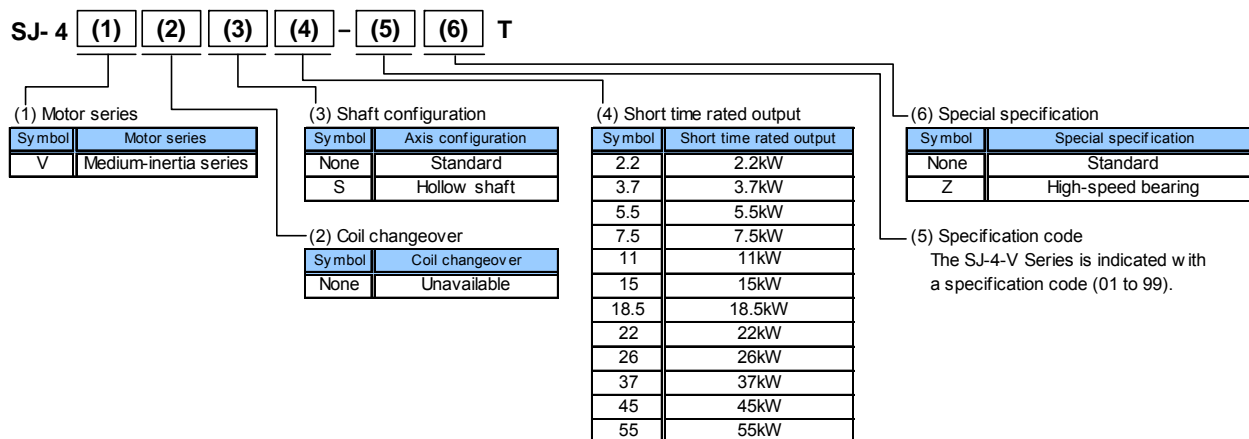 SJ- 4 (1) (2) (3) (4) – (5) (6) T
(1) Motor series
Symbol Motor series
V Medium-inertia series
(2) Coil changeover
Symbol Coil changeover
None Unavailable
(3) Shaft configuration
Symbol Axis configuration
None Standard
S Hollow shaft
(4) Short time rated output
Symbol Short time rated output
2.2 2.2kW
3.7 3.7kW
5.5 5.5kW
7.5 7.5kW
11 11kW
15 15kW
18.5 18.5kW
22 22kW
26 26kW
37 37kW
45 45kW
55 55kW
(6) Special specification
Symbol Special specification
None Standard
Z High-speed bearing
(5) Specification code
The SJ-4-V Series is indicated with
a specification code (01 to 99).